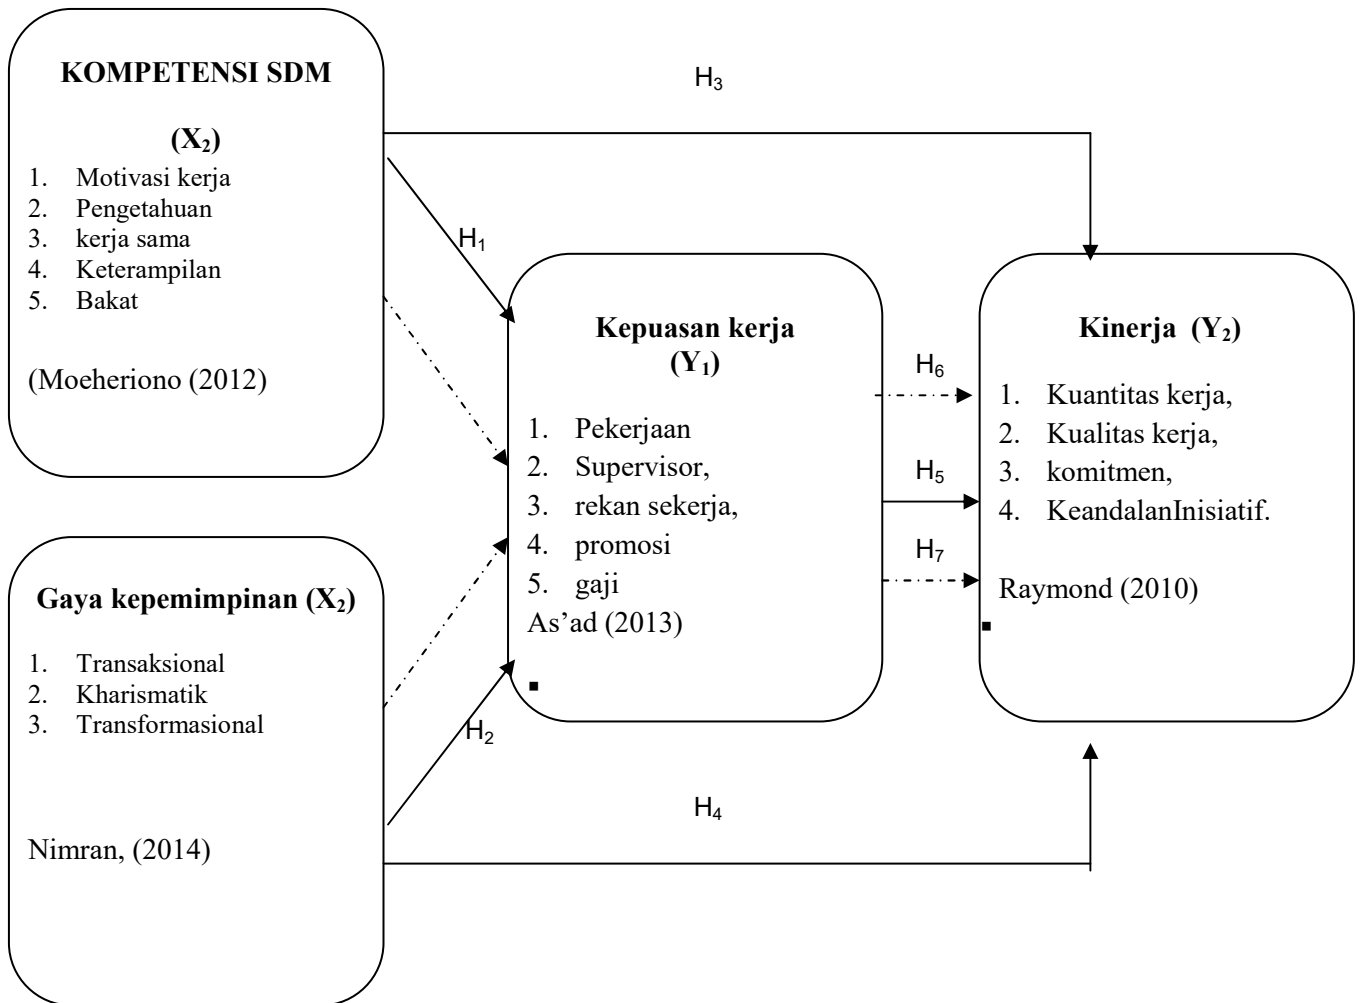 KOMPETENSI SDM
(X₂)
1. Motivasi kerja
2. Pengetahuan
3. kerja sama
4. Keterampilan
5. Bakat
(Moeheriono (2012)
H₃
H₁
Kepuasan kerja
(Y₁)
1. Pekerjaan
2. Supervisor,
3. rekan sekerja,
4. promosi
5. gaji
As’ad (2013)
H₆
H₅
H₇
Kinerja (Y₂)
1. Kuantitas kerja,
2. Kualitas kerja,
3. komitmen,
4. KeandalanInisiatif.
Raymond (2010)
Gaya kepemimpinan (X₂)
1. Transaksional
2. Kharismatik
3. Transformasional
Nimran, (2014)
H₂
H₄